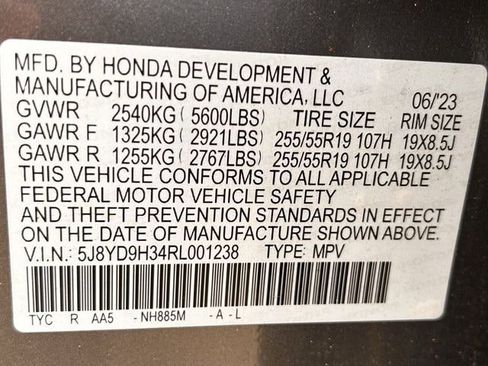 MFD. BY HONDA DEVELOPMENT &
MANUFACTURING OF AMERICA, LLC 06/'23
GVWR 2540KG ( 5600LBS) TIRE SIZE RIM SIZE
GAWR F 1325KG ( 2921LBS) 255/55R19 107H 19X8.5J
GAWR R 1255KG ( 2767LBS) 255/55R19 107H 19X8.5J
THIS VEHICLE CONFORMS TO ALL APPLICABLE
FEDERAL MOTOR VEHICLE SAFETY
AND THEFT PREVENTION STANDARDS IN EFFECT
ON THE DATE OF MANUFACTURE SHOWN ABOVE.
V.I.N.: 5J8YD9H34RL001238 TYPE: MPV
TYC R AA5 -NH885M -A-L